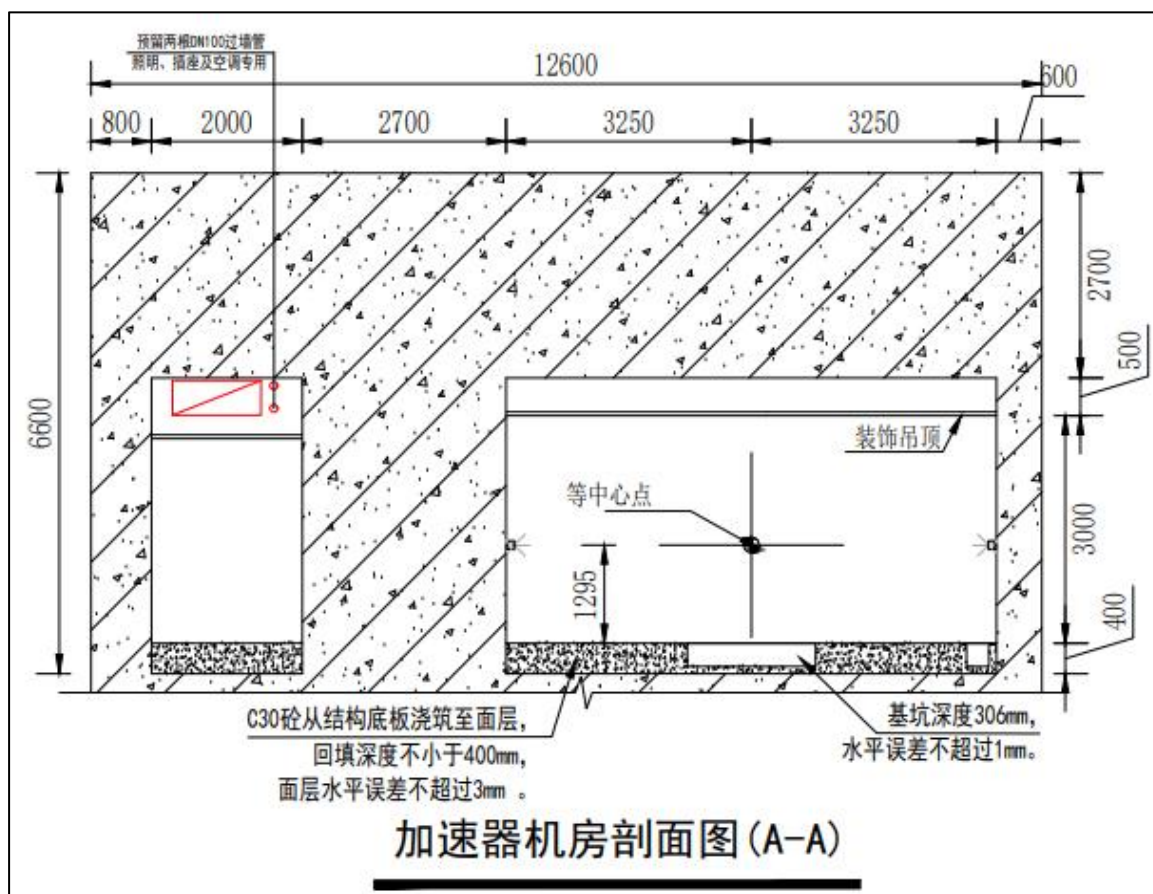 预留两根DN100过墙管
照明、插座及空调专用
12600
600
800
2000
2700
3250
3250
6600
2700
500
装饰吊顶
等中心点
3000
1295
400
C30砼从结构底板浇筑至面层,
回填深度不小于400mm,
面层水平误差不超过3mm 。
基坑深度306mm,
水平误差不超过1mm。
加速器机房剖面图(A-A)